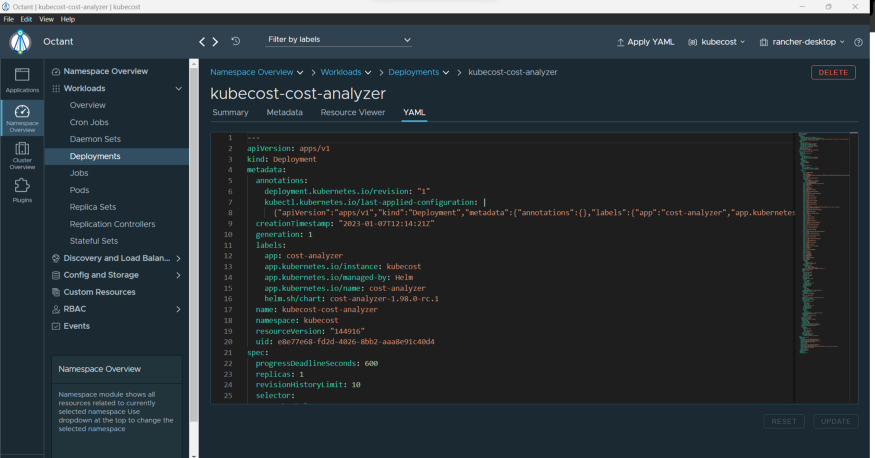 Octant | kubecost-cost-analyzer | kubecost
File Edit View Help
Octant
Filter by labels
Apply YAML
kubecost
rancher-desktop
Applications
Namespace Overview
Cluster Overview
Plugins
Namespace Overview
Workloads
Overview
Cron Jobs
Daemon Sets
Deployments
Jobs
Pods
Replica Sets
Replication Controllers
Stateful Sets
Discovery and Load Balan...
Config and Storage
Custom Resources
RBAC
Events
Namespace Overview
Namespace module shows all
resources related to currently
selected namespace Use
dropdown at the top to change the
selected namespace
Namespace Overview > Workloads > Deployments > kubecost-cost-analyzer
DELETE
kubecost-cost-analyzer
Summary Metadata Resource Viewer YAML
1 ---
2 apiVersion: apps/v1
3 kind: Deployment
4 metadata:
5 annotations:
6 deployment.kubernetes.io/revision: "1"
7 kubectl.kubernetes.io/last-applied-configuration: |
8 {"apiVersion":"apps/v1","kind":"Deployment","metadata":{"annotations":{},"labels":{"app":"cost-analyzer","app.kubernetes
9 creationTimestamp: "2023-01-07T12:14:21Z"
10 generation: 1
11 labels:
12 app: cost-analyzer
13 app.kubernetes.io/instance: kubecost
14 app.kubernetes.io/managed-by: Helm
15 app.kubernetes.io/name: cost-analyzer
16 helm.sh/chart: cost-analyzer-1.98.0-rc.1
17 name: kubecost-cost-analyzer
18 namespace: kubecost
19 resourceVersion: "144916"
20 uid: e8e77e68-fd2d-4026-8bb2-aaa8e91c40d4
21 spec:
22 progressDeadlineSeconds: 600
23 replicas: 1
24 revisionHistoryLimit: 10
25 selector:
RESET UPDATE